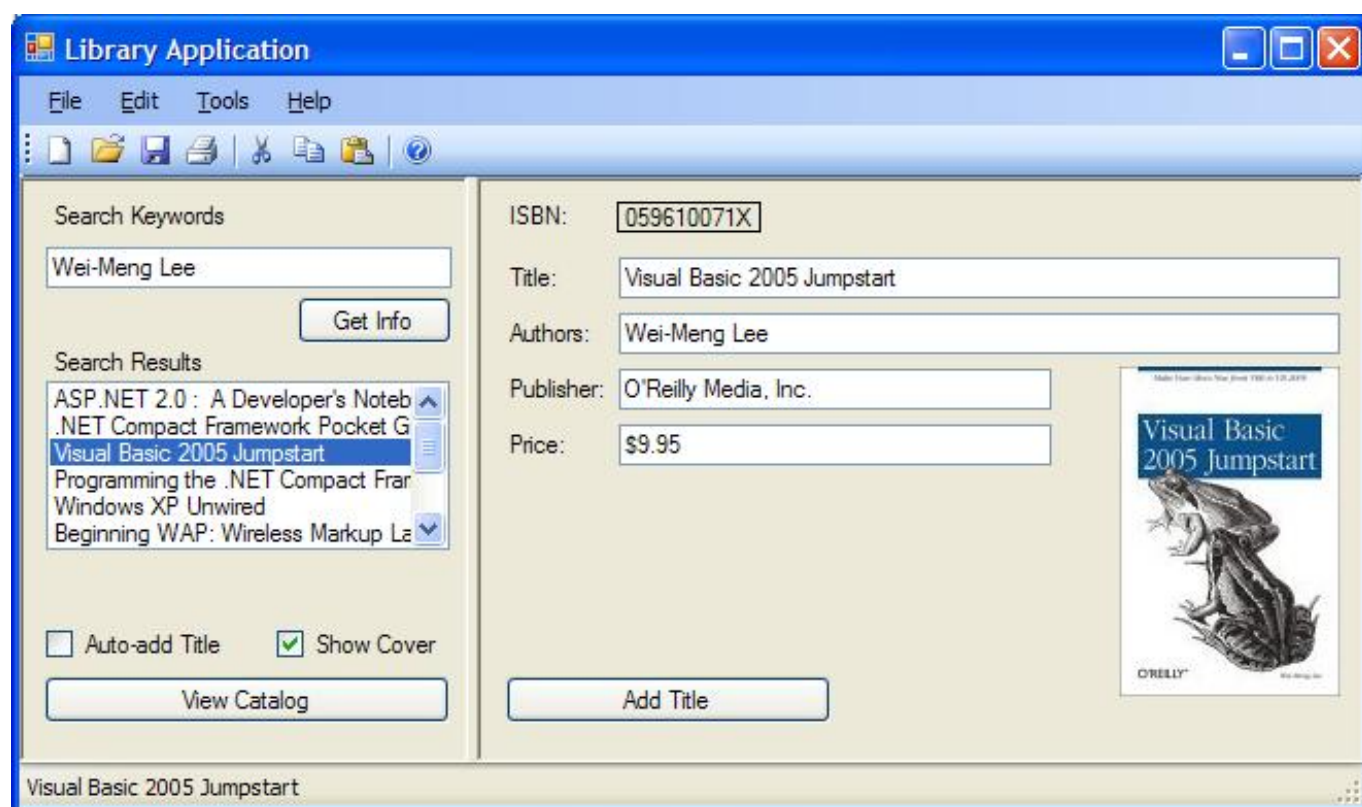 Library Application
File Edit Tools Help
Search Keywords
Wei-Meng Lee
Get Info
Search Results
ASP.NET 2.0 : A Developer's Noteb
.NET Compact Framework Pocket G
Visual Basic 2005 Jumpstart
Programming the .NET Compact Fran
Windows XP Unwired
Beginning WAP: Wireless Markup La
Auto-add Title Show Cover
View Catalog
ISBN: 059610071X
Title: Visual Basic 2005 Jumpstart
Authors: Wei-Meng Lee
Publisher: O'Reilly Media, Inc.
Price: $9.95
Visual Basic
2005 Jumpstart
O'REILLY
Wei-Meng Lee
Add Title
Visual Basic 2005 Jumpstart